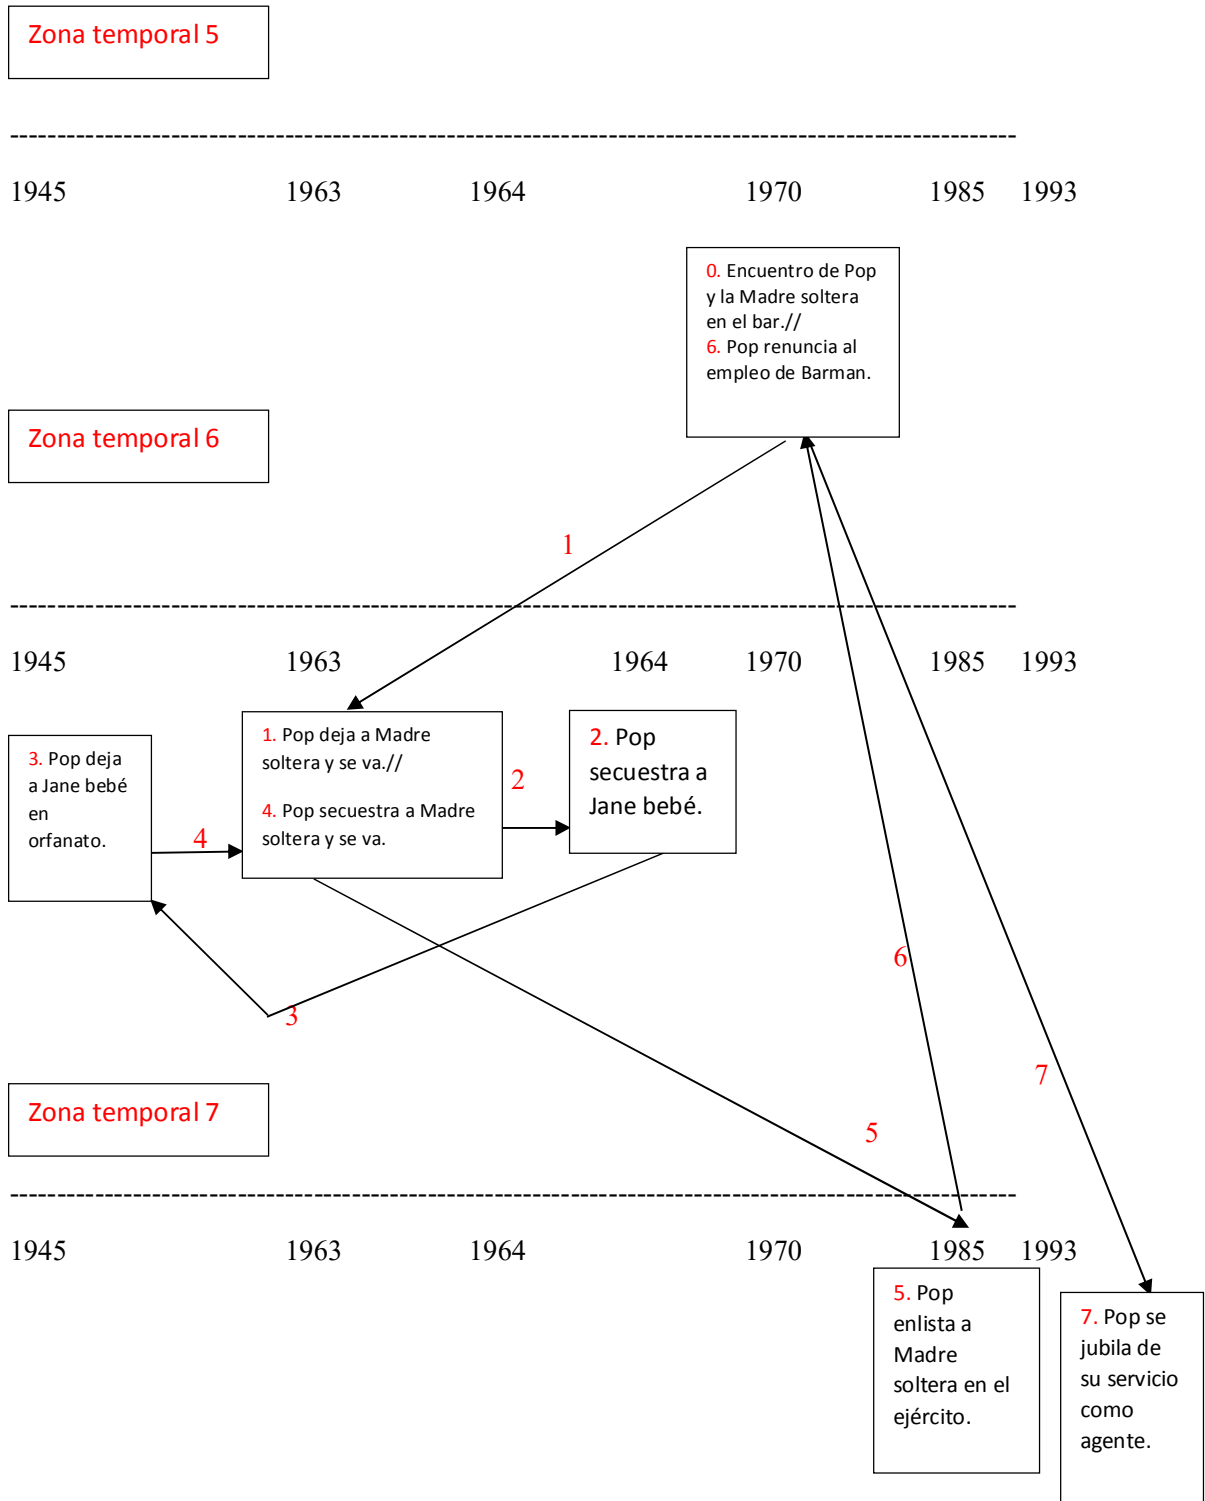 Zona temporal 5
------------------------------------------------------------------------------------------------------------
1945 1963 1964 1970 1985 1993
0. Encuentro de Pop
y la Madre soltera
en el bar.//
6. Pop renuncia al
empleo de Barman.
Zona temporal 6
1
------------------------------------------------------------------------------------------------------------
1945 1963 1964 1970 1985 1993
3. Pop deja
a Jane bebé
en
orfanato.
4
1. Pop deja a Madre
soltera y se va.//
4. Pop secuestra a Madre
soltera y se va.
2
2. Pop
secuestra a
Jane bebé.
6
3
7
Zona temporal 7
5
------------------------------------------------------------------------------------------------------------
1945 1963 1964 1970 1985 1993
5. Pop
enlista a
Madre
soltera en el
ejército.
7. Pop se
jubila de
su servicio
como
agente.